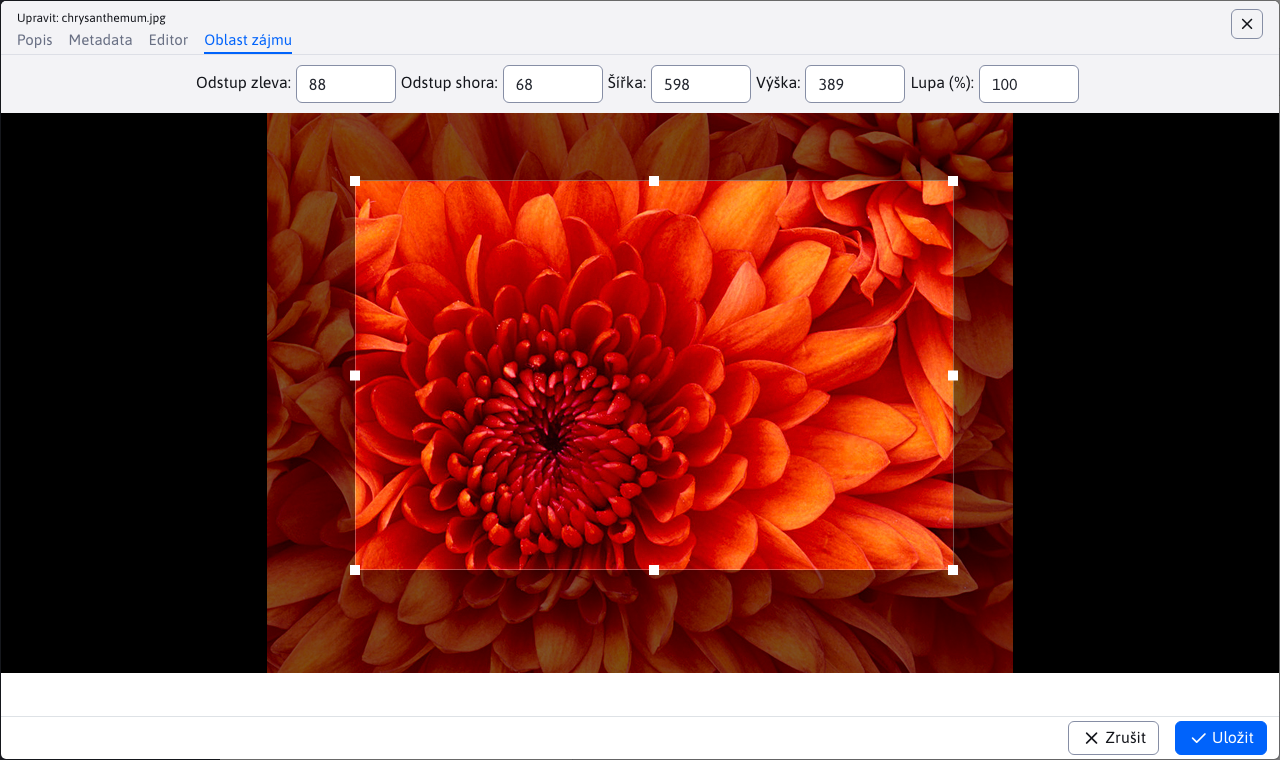 Upravit: chrysanthemum.jpg
Popis Metadata Editor Oblast zájmu
Odstup zleva: 88 Odstup shora: 68 Šířka: 598 Výška: 389 Lupa (%): 100
Zrušit Uložit